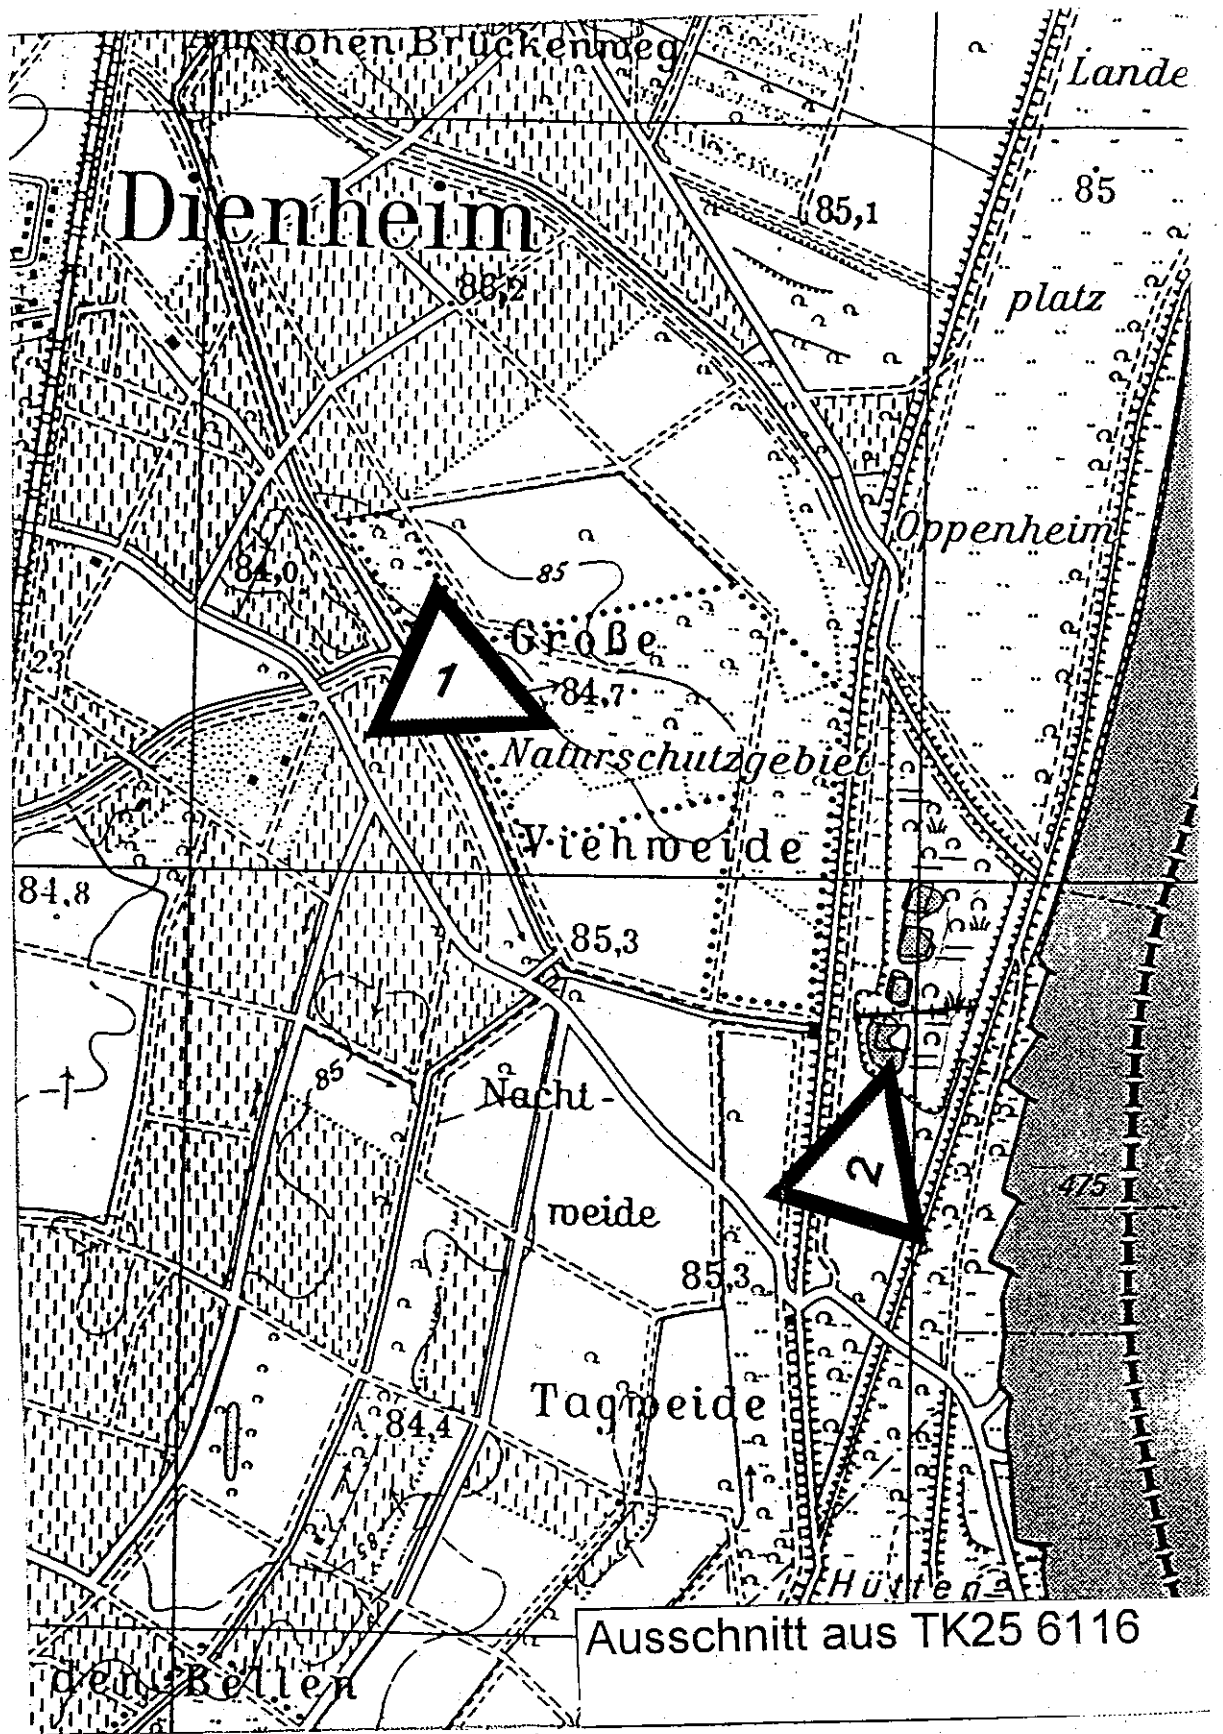 hohen Brückenweg
Lande
Dienheim
85
85,1
86,2
platz
Oppenheim
84,0
85
Große
1
84,7
Naturschutzgebiet
Viehweide
84,8
85,3
85
Nacht-
2
475
weide
85,3
Tagweide
84,4
85
Hütten-
Ausschnitt aus TK25 6116
den Bellen